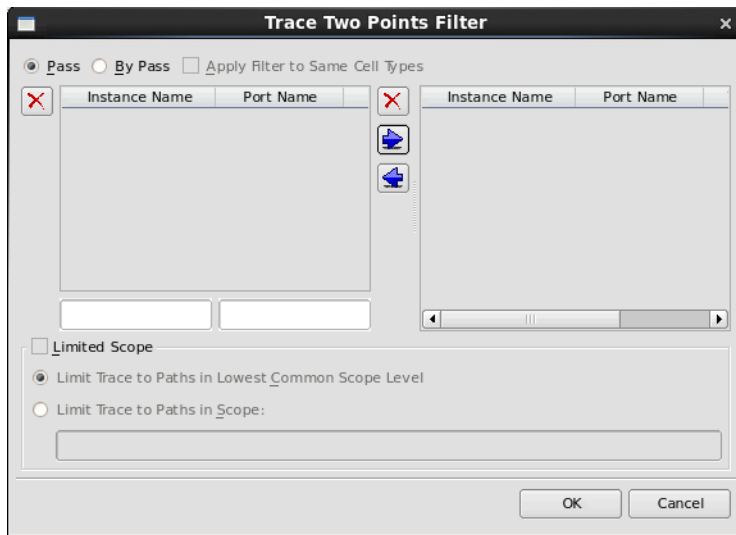 Trace Two Points Filter
Pass By Pass Apply Filter to Same Cell Types
Instance Name Port Name Instance Name Port Name
Limited Scope
Limit Trace to Paths in Lowest Common Scope Level
Limit Trace to Paths in Scope:
OK Cancel